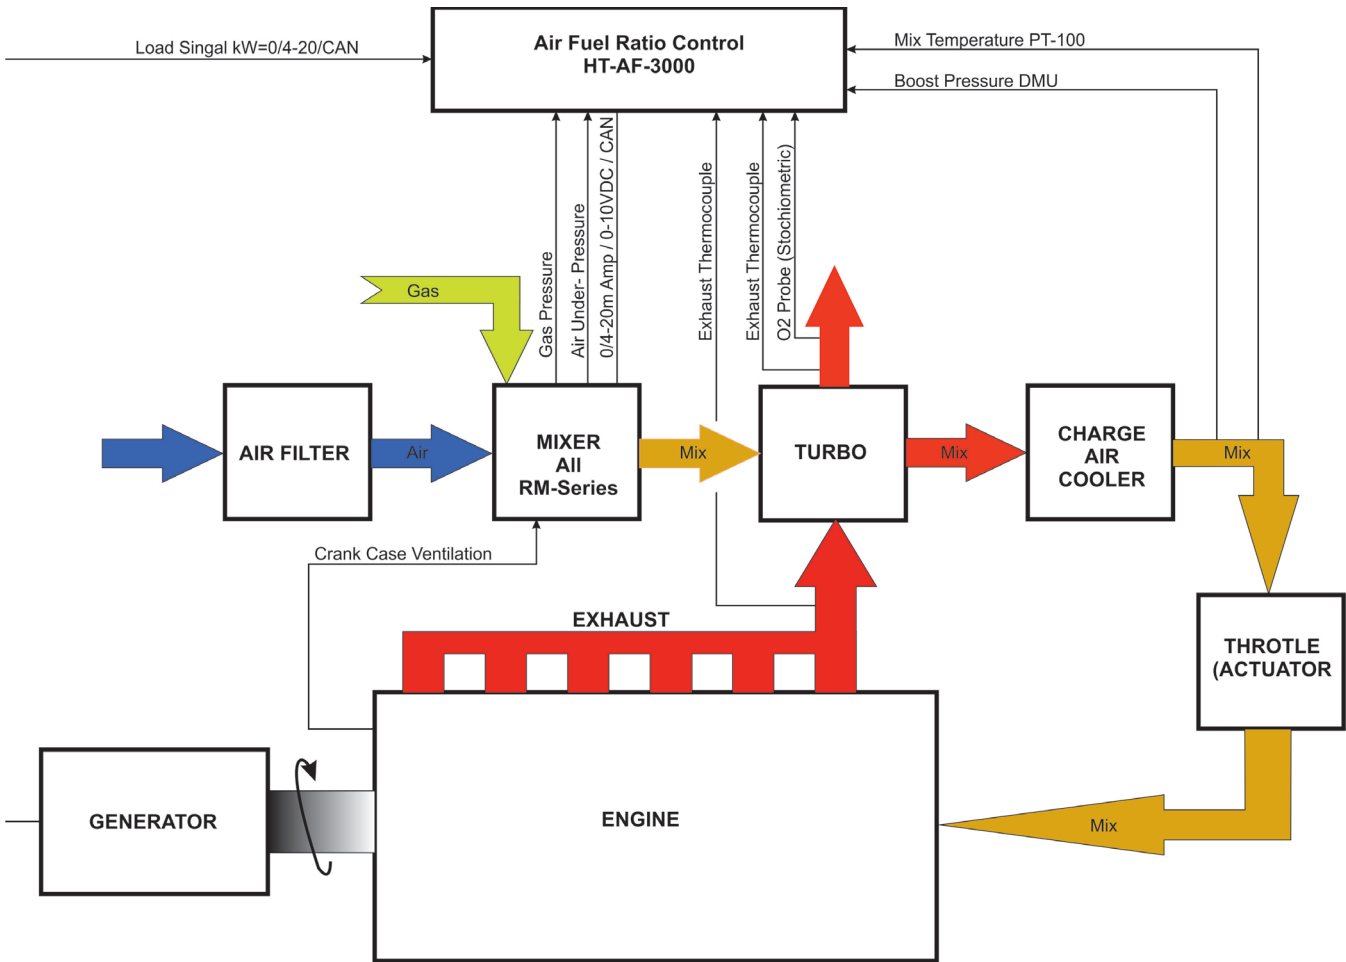 Load Singal kW=0/4-20/CAN
Air Fuel Ratio Control
HT-AF-3000
Mix Temperature PT-100
Boost Pressure DMU
Gas Pressure
Air Under- Pressure
0/4-20m Amp / 0-10VDC / CAN
Exhaust Thermocouple
Exhaust Thermocouple
O2 Probe (Stochiometric)
Gas
AIR FILTER
Air
MIXER
All
RM-Series
Mix
TURBO
Mix
CHARGE
AIR
COOLER
Mix
Crank Case Ventilation
EXHAUST
THROTLE
(ACTUATOR
GENERATOR
ENGINE
Mix